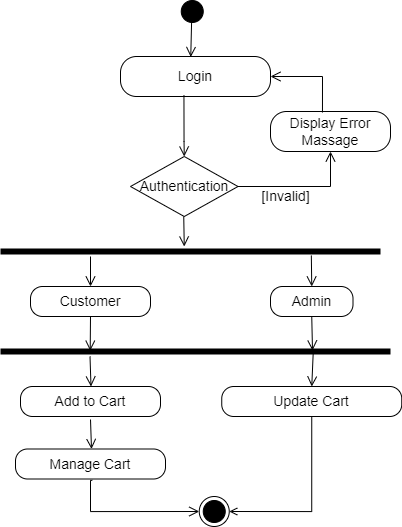 Login
Display Error
Massage
Authentication
[Invalid]
Customer
Admin
Add to Cart
Update Cart
Manage Cart